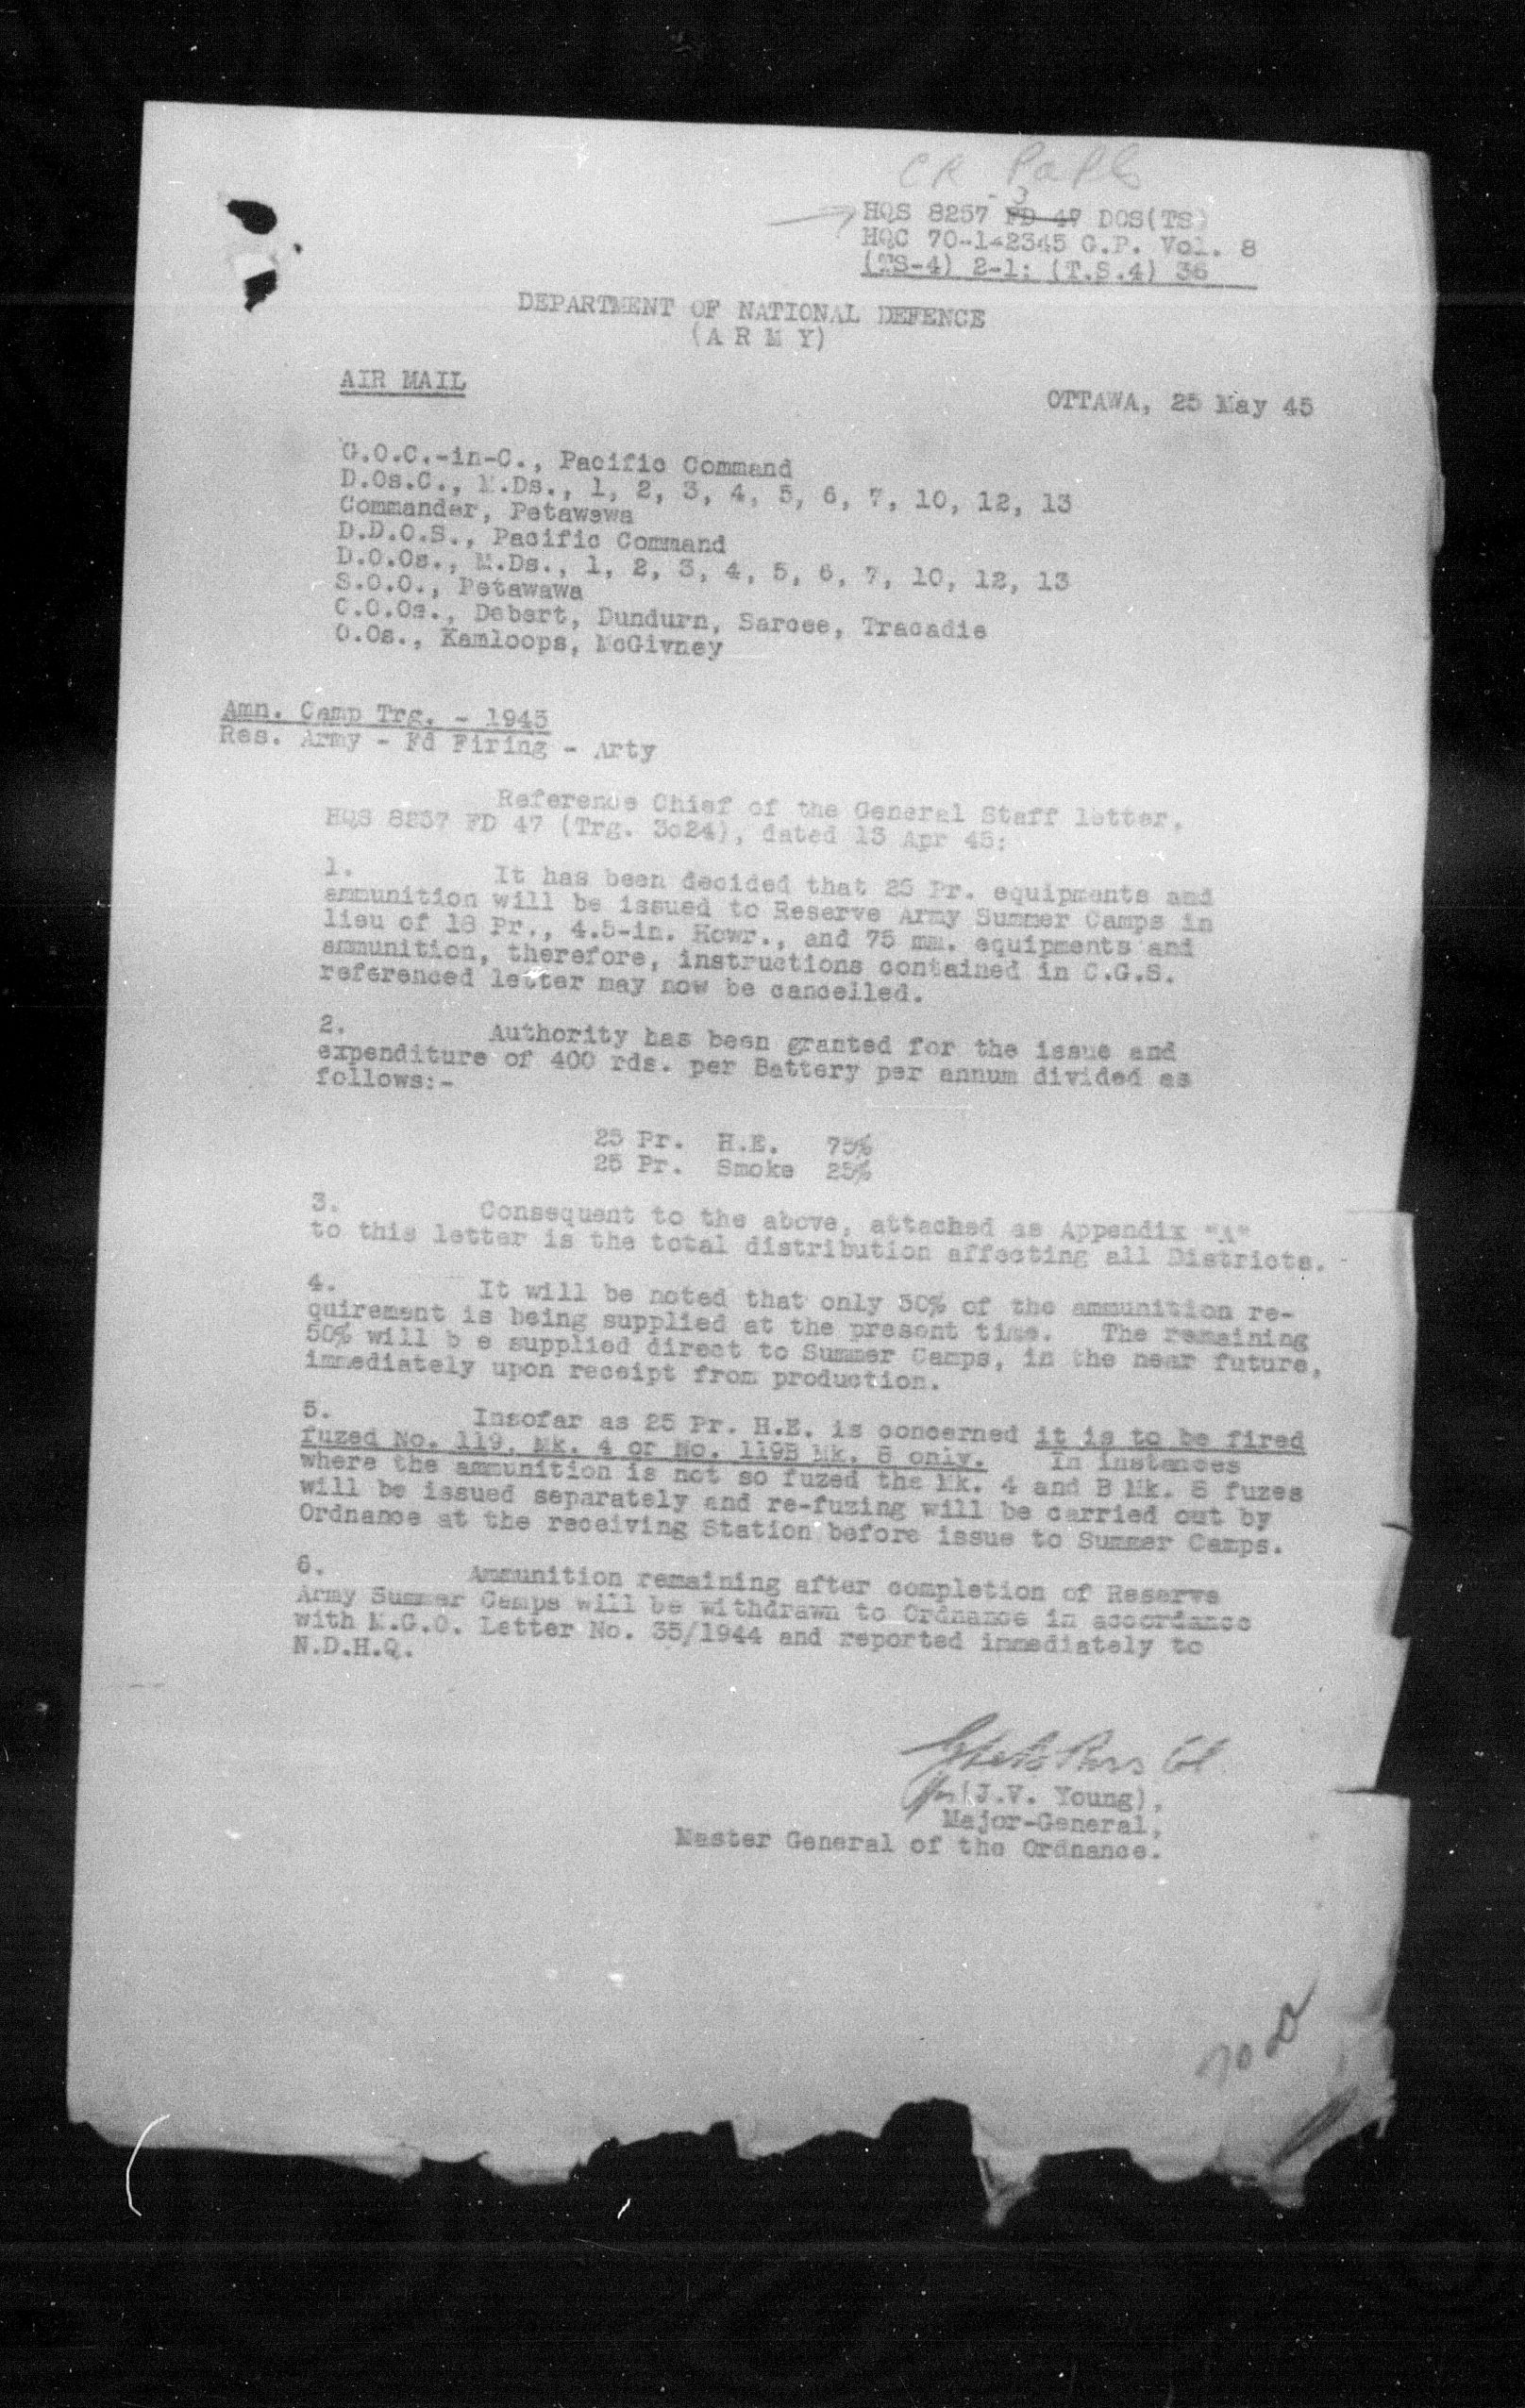 CR
3
HQS 8257 FD 47 DOS(TS)
HQC 70-1-2345 G.P. Vol. 8
(TS-4) 2-1: (T.S.4) 36
DEPARTMENT OF NATIONAL DEFENCE
(A R M Y)
AIR MAIL
OTTAWA, 25 May 45
G.O.C.-in-C., Pacific Command
D.Os.C., M.Ds., 1, 2, 3, 4, 5, 6, 7, 10, 12, 13
Commander, Petawawa
D.D.O.S., Pacific Command
D.O.Os., M.Ds., 1, 2, 3, 4, 5, 6, 7, 10, 12, 13
S.O.O., Petawawa
C.O.Os., Debert, Dundurn, Sarcee, Tracadie
O.Os., Kamloops, McGivney
Amn. Camp Trg. - 1945
Res. Army - Fd Firing - Arty
Reference Chief of the General Staff letter,
HQS 8257 FD 47 (Trg. 3c24), dated 13 Apr 45:
1. It has been decided that 25 Pr. equipments and
ammunition will be issued to Reserve Army Summer Camps in
lieu of 18 Pr., 4.5-in. Howr., and 75 mm. equipments and
ammunition, therefore, instructions contained in C.G.S.
referenced letter may now be cancelled.
2. Authority has been granted for the issue and
expenditure of 400 rds. per Battery per annum divided as
follows:-
25 Pr. H.E. 75%
25 Pr. Smoke 25%
3. Consequent to the above, attached as Appendix "A"
to this letter is the total distribution affecting all Districts.
4. It will be noted that only 50% of the ammunition re-
quirement is being supplied at the present time. The remaining
50% will b e supplied direct to Summer Camps, in the near future,
immediately upon receipt from production.
5. Insofar as 25 Pr. H.E. is concerned it is to be fired
fuzed No. 119, Mk. 4 or No. 119B Mk. 5 only. In instances
where the ammunition is not so fuzed the Mk. 4 and B Mk. 5 fuzes
will be issued separately and re-fuzing will be carried out by
Ordnance at the receiving Station before issue to Summer Camps.
6. Ammunition remaining after completion of Reserve
Army Summer Camps will be withdrawn to Ordnance in accordance
with M.G.O. Letter No. 35/1944 and reported immediately to
N.D.H.Q.
Col
for (J.V. Young),
Major-General,
Master General of the Ordnance.